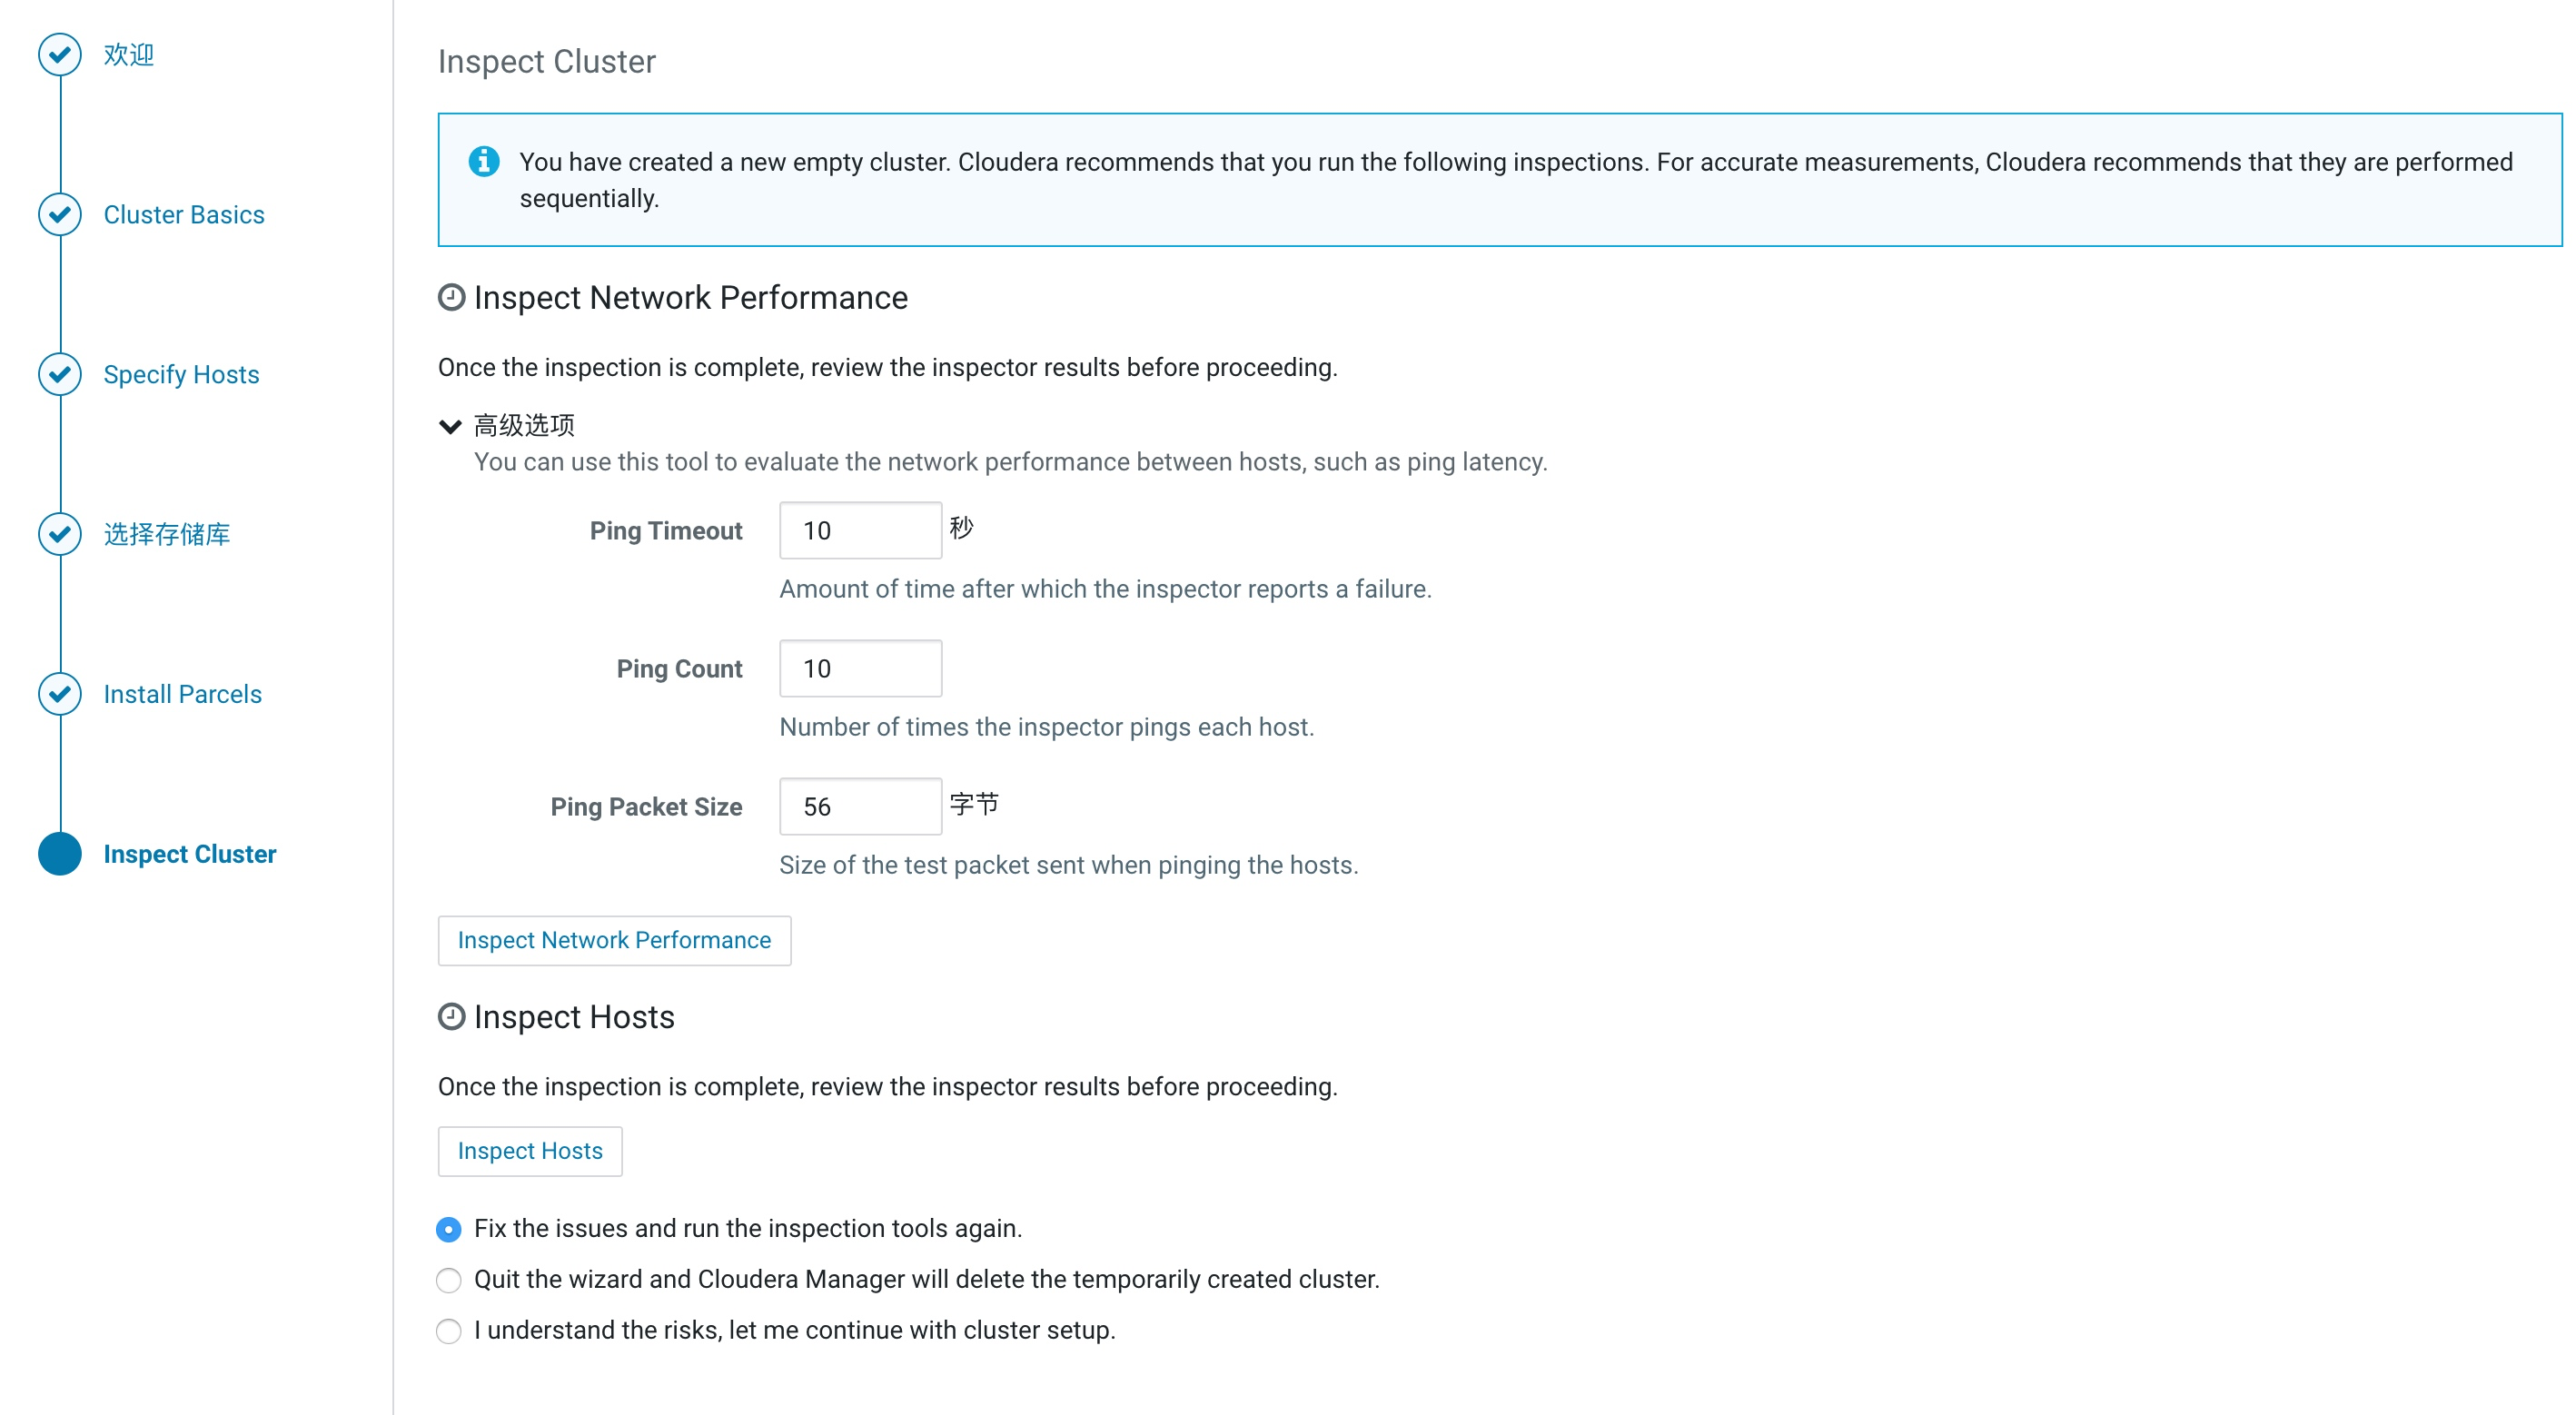 欢迎
Cluster Basics
Specify Hosts
选择存储库
Install Parcels
Inspect Cluster
Inspect Cluster
You have created a new empty cluster. Cloudera recommends that you run the following inspections. For accurate measurements, Cloudera recommends that they are performed
sequentially.
Inspect Network Performance
Once the inspection is complete, review the inspector results before proceeding.
高级选项
You can use this tool to evaluate the network performance between hosts, such as ping latency.
Ping Timeout 10 秒
Amount of time after which the inspector reports a failure.
Ping Count 10
Number of times the inspector pings each host.
Ping Packet Size 56 字节
Size of the test packet sent when pinging the hosts.
Inspect Network Performance
Inspect Hosts
Once the inspection is complete, review the inspector results before proceeding.
Inspect Hosts
Fix the issues and run the inspection tools again.
Quit the wizard and Cloudera Manager will delete the temporarily created cluster.
I understand the risks, let me continue with cluster setup.